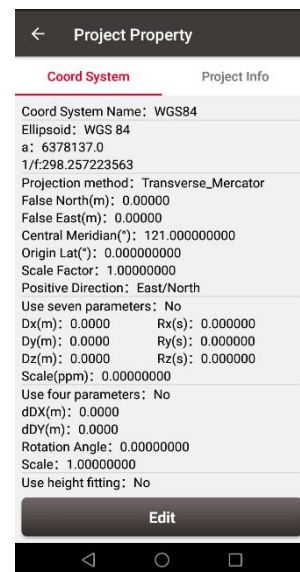 Project Property
Coord System Project Info
Coord System Name: WGS84
Ellipsoid: WGS 84
a: 6378137.0
1/f:298.257223563
Projection method: Transverse_Mercator
False North(m): 0.00000
False East(m): 0.00000
Central Meridian(°): 121.000000000
Origin Lat(°): 0.000000000
Scale Factor: 1.00000000
Positive Direction: East/North
Use seven parameters: No
Dx(m): 0.0000 Rx(s): 0.000000
Dy(m): 0.0000 Ry(s): 0.000000
Dz(m): 0.0000 Rz(s): 0.000000
Scale(ppm): 0.00000000
Use four parameters: No
dDX(m): 0.0000
dDY(m): 0.0000
Rotation Angle: 0.00000000
Scale: 1.00000000
Use height fitting: No
Edit